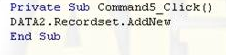 Private Sub Command5_Click()
DATA2.Recordset.AddNew
End Sub